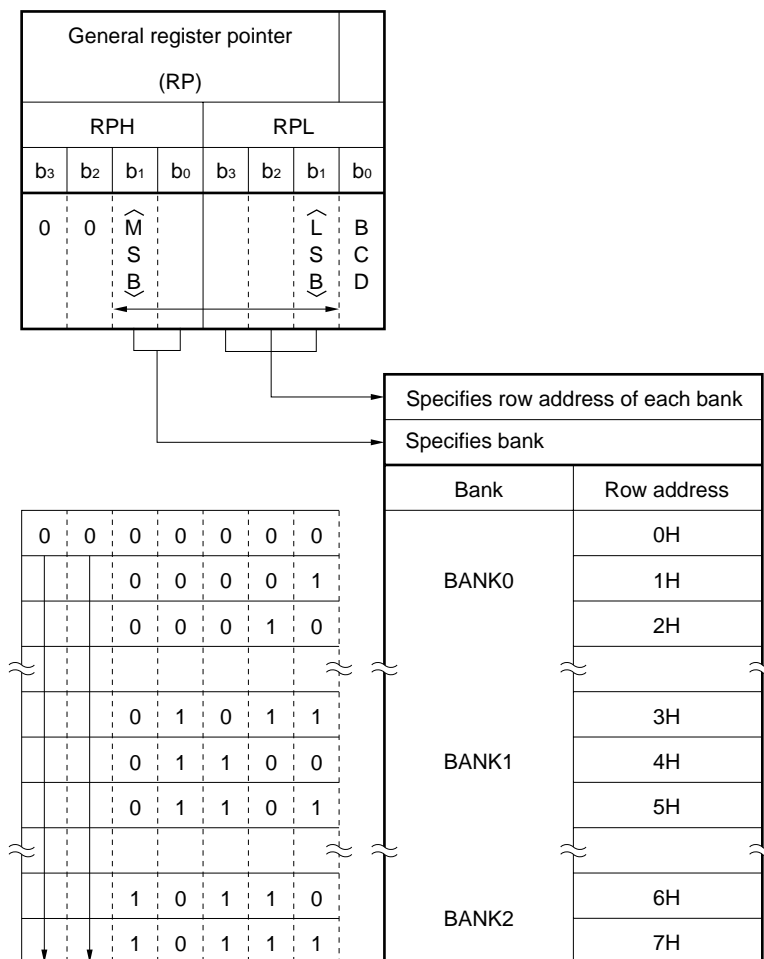 General register pointer
(RP)
RPH RPL
b3 b2 b1 b0 b3 b2 b1 b0
0 0 M L B
S S C
B B D
Specifies row address of each bank
Specifies bank
Bank Row address
0 0 0 0 0 0 0 0H
0 0 0 0 1 BANK0 1H
0 0 0 1 0 2H
0 1 0 1 1 3H
0 1 1 0 0 BANK1 4H
0 1 1 0 1 5H
1 0 1 1 0 6H
BANK2
1 0 1 1 1 7H